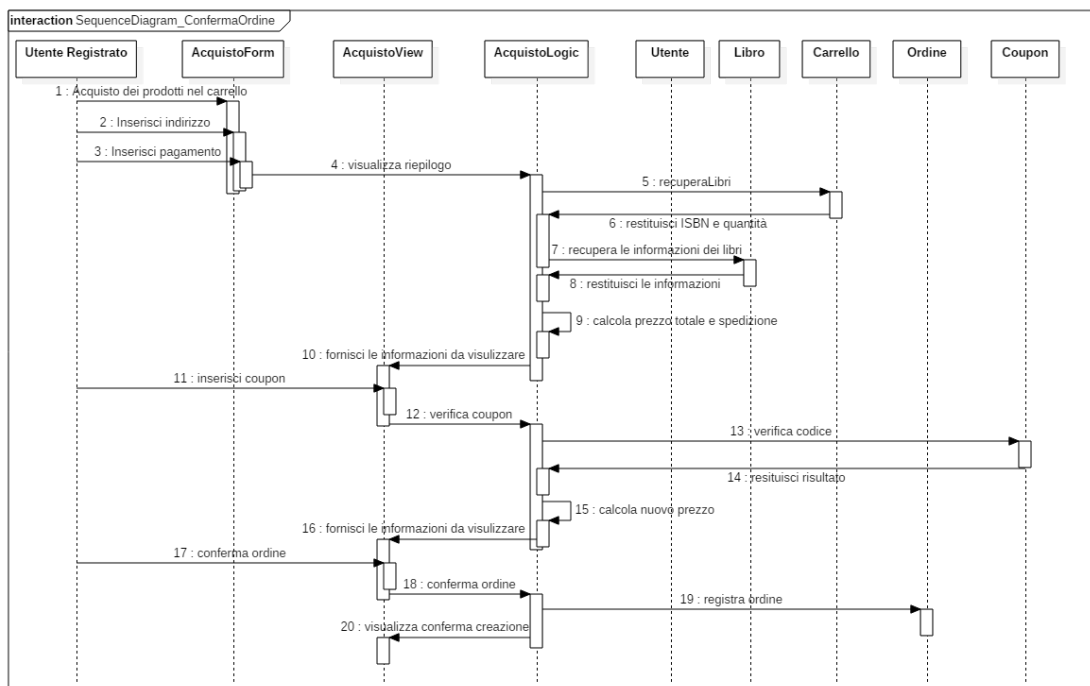 interaction SequenceDiagram_ConfermaOrdine
Utente Registrato
AcquistoForm
AcquistoView
AcquistoLogic
Utente
Libro
Carrello
Ordine
Coupon
1 : Acquisto dei prodotti nel carrello
2 : Inserisci indirizzo
3 : Inserisci pagamento
4 : visualizza riepilogo
5 : recuperaLibri
6 : restituisci ISBN e quantità
7 : recupera le informazioni dei libri
8 : restituisci le informazioni
9 : calcola prezzo totale e spedizione
10 : fornisci le informazioni da visulizzare
11 : inserisci coupon
12 : verifica coupon
13 : verifica codice
14 : resituisci risultato
15 : calcola nuovo prezzo
16 : fornisci le informazioni da visulizzare
17 : conferma ordine
18 : conferma ordine
19 : registra ordine
20 : visualizza conferma creazione